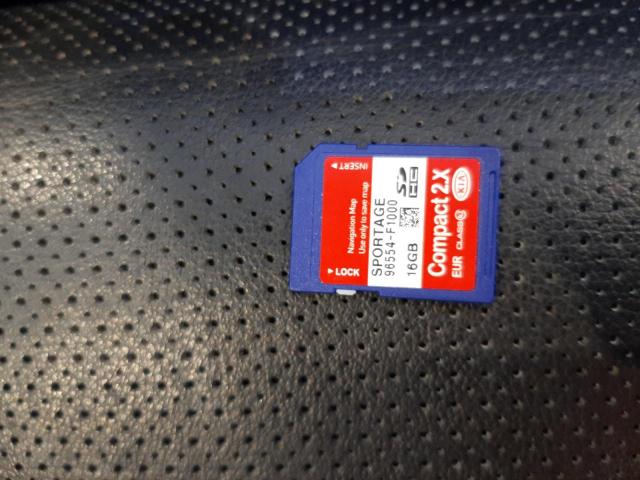 INSERT
Navigation Map
Use only to save map
LOCK
SPORTAGE
96554-F1000
16GB
SD
HC
Compact 2.X
KIA
EUR CLASS